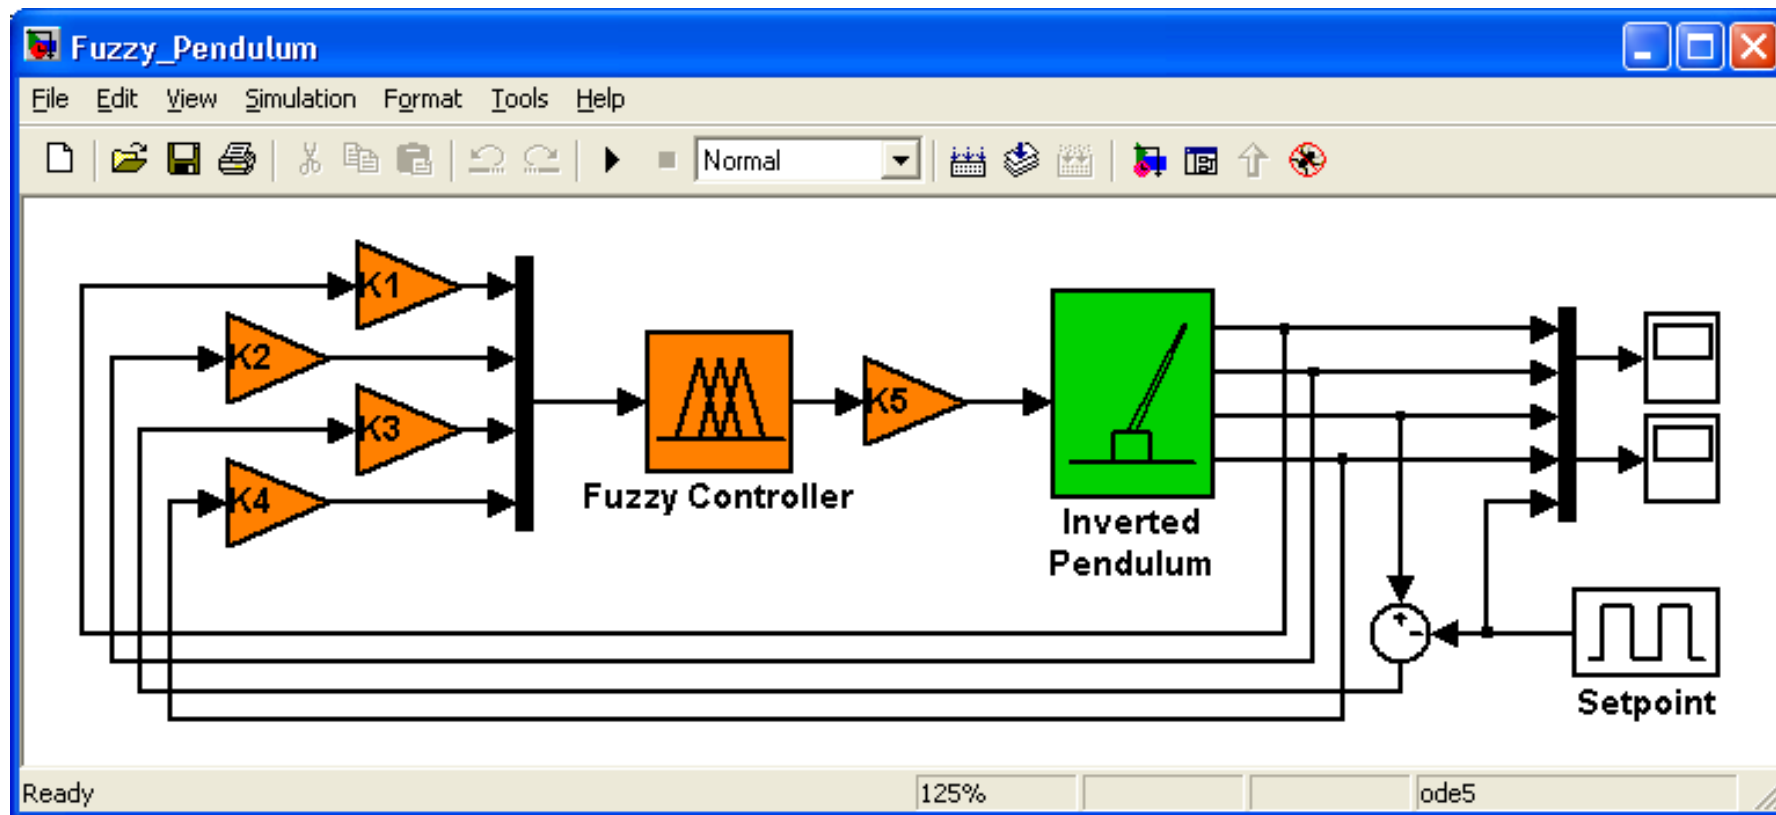 Fuzzy_Pendulum
File Edit View Simulation Format Tools Help
Normal
K1
K2
K3
K4
K5
Fuzzy Controller
Inverted
Pendulum
+
-
Setpoint
Ready 125% ode5